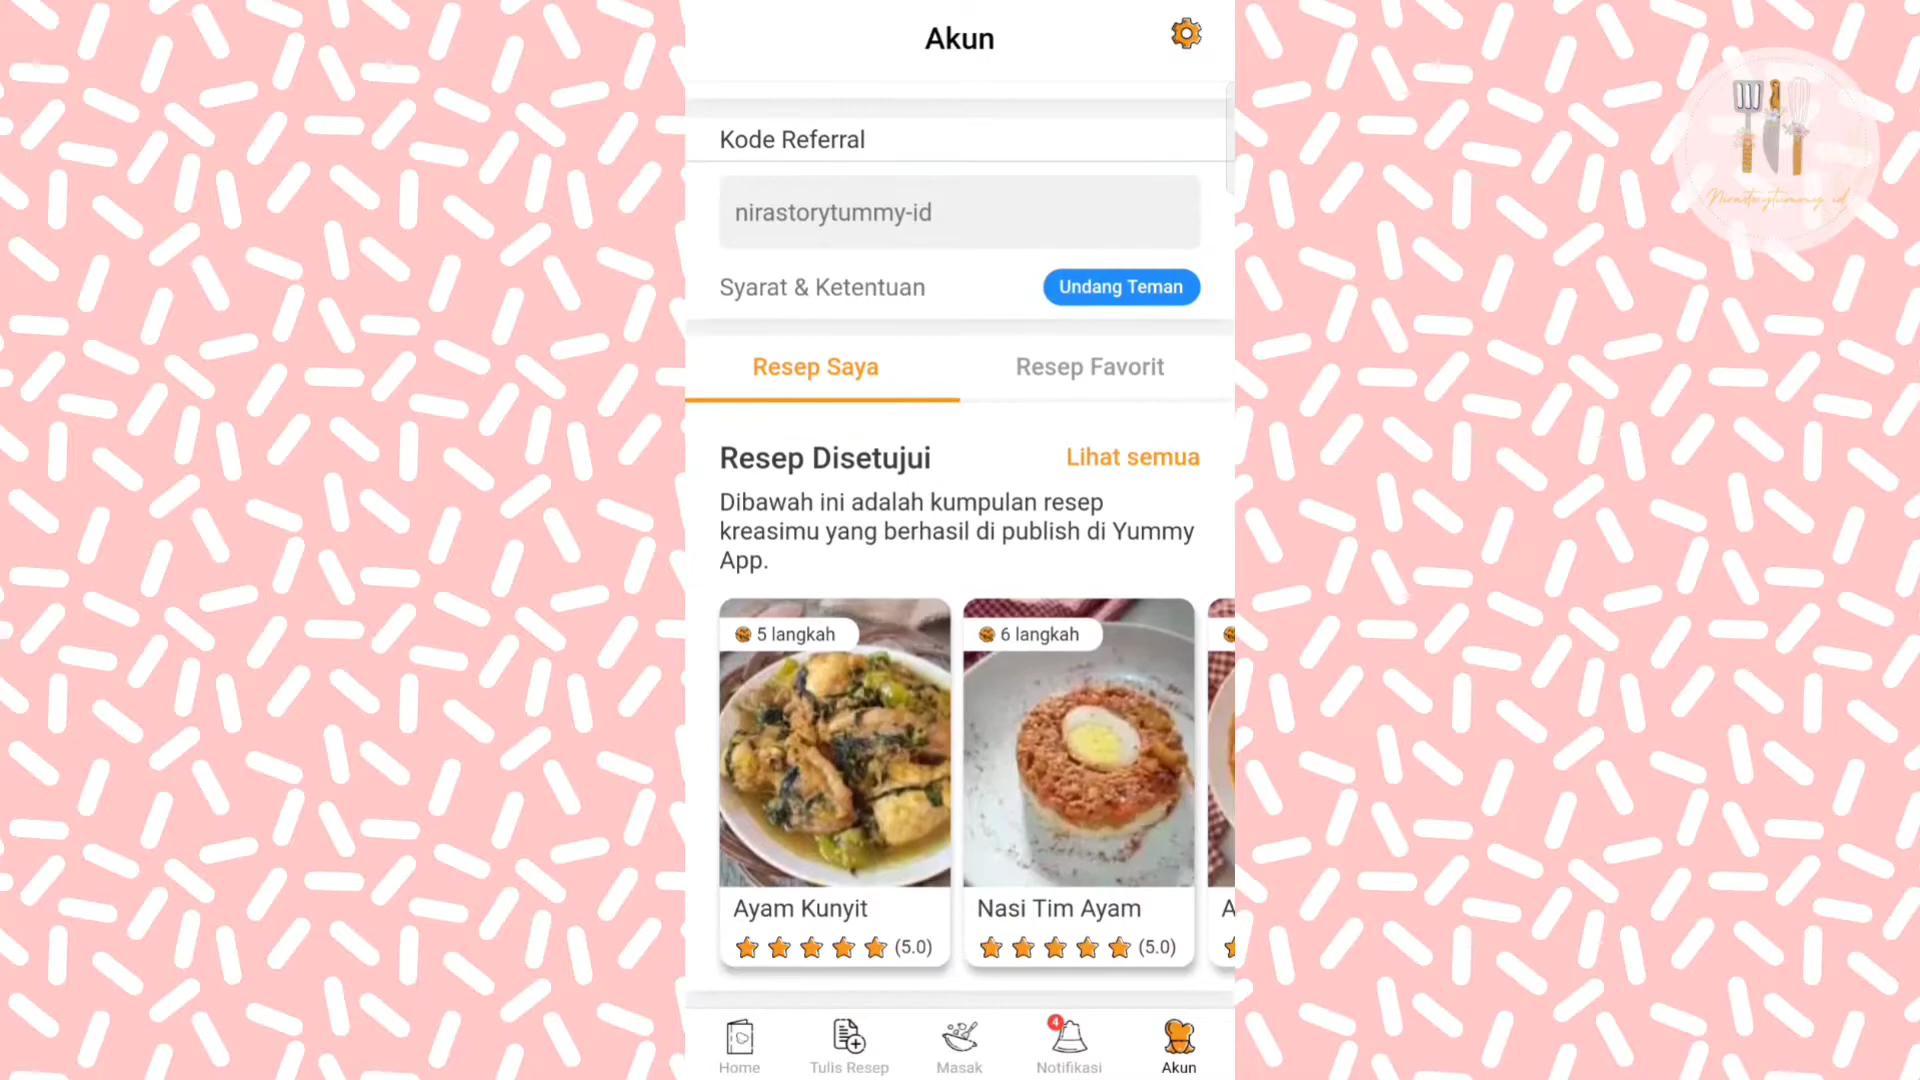 Akun
Kode Referral
nirastorytummy-id
Syarat & Ketentuan
Undang Teman
Resep Saya
Resep Favorit
Resep Disetujui
Lihat semua
Dibawah ini adalah kumpulan resep
kreasimu yang berhasil di publish di Yummy
App.
5 langkah
6 langkah
Ayam Kunyit
Nasi Tim Ayam
A
(5.0)
(5.0)
4
Home
Tulis Resep
Masak
Notifikasi
Akun
Nirastorytummy_id